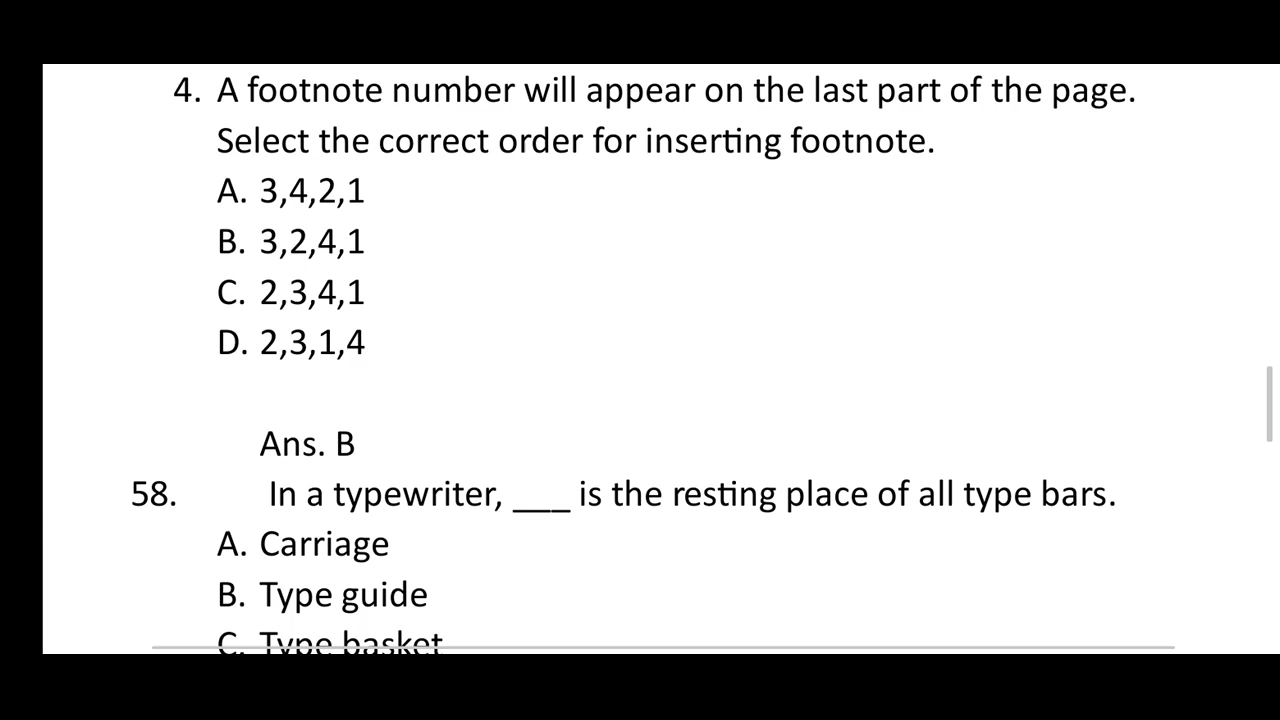 4. A footnote number will appear on the last part of the page.
Select the correct order for inserting footnote.
A. 3,4,2,1
B. 3,2,4,1
C. 2,3,4,1
D. 2,3,1,4
Ans. B
58. In a typewriter, ___ is the resting place of all type bars.
A. Carriage
B. Type guide
C. Type basket